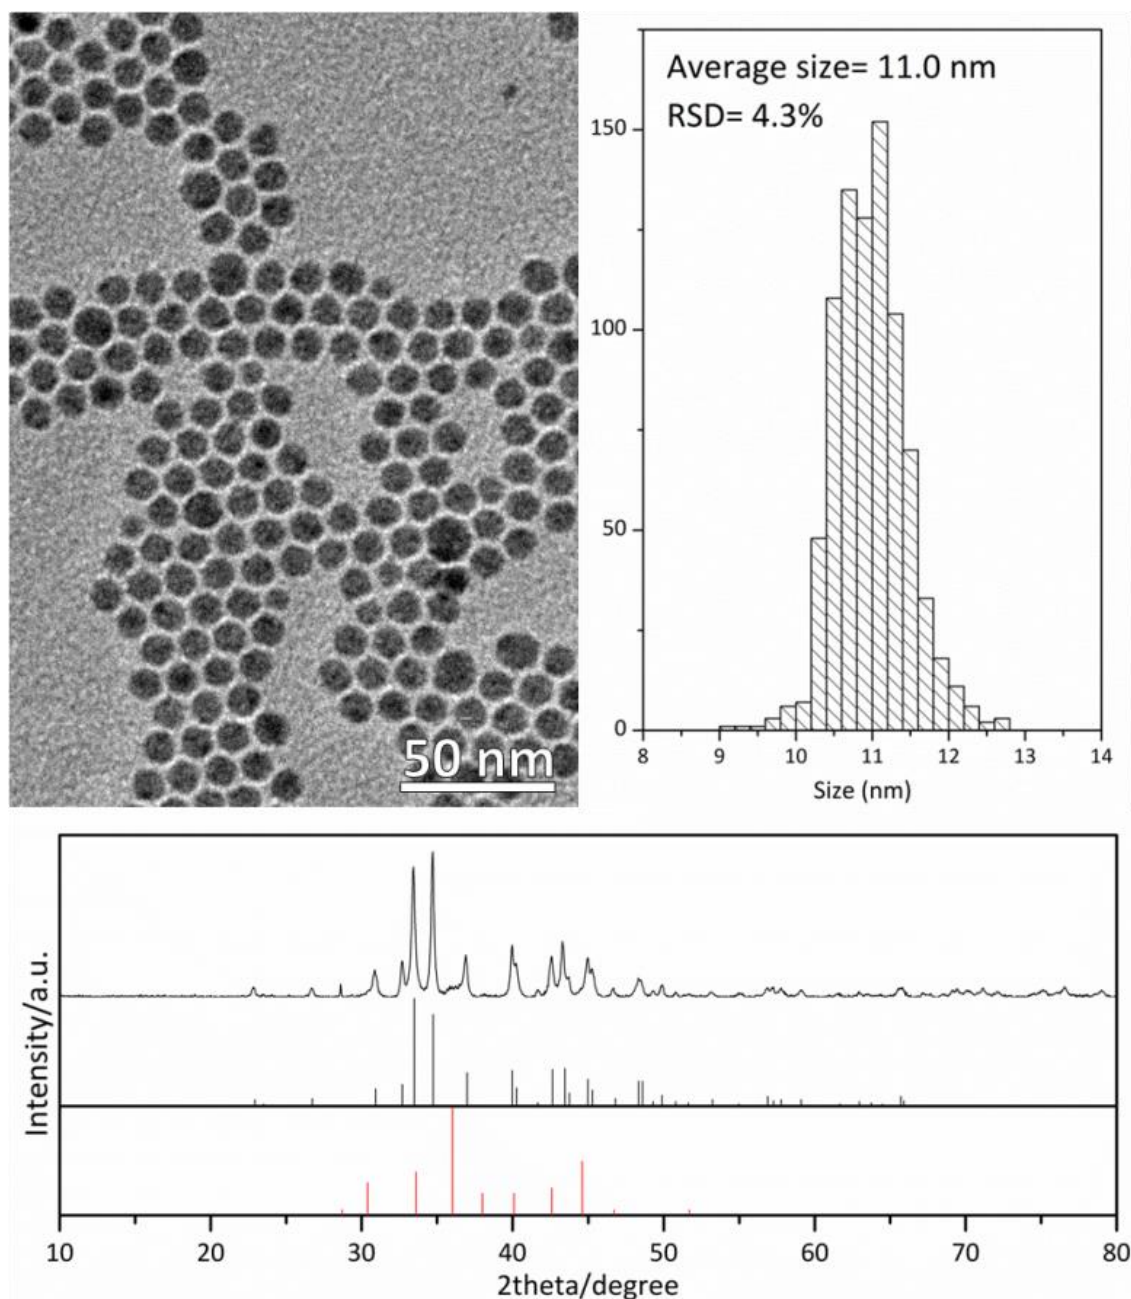 50 nm
Average size= 11.0 nm
RSD= 4.3%
150
100
50
0
8 9 10 11 12 13 14
Size (nm)
Intensity/a.u.
10 20 30 40 50 60 70 80
2theta/degree